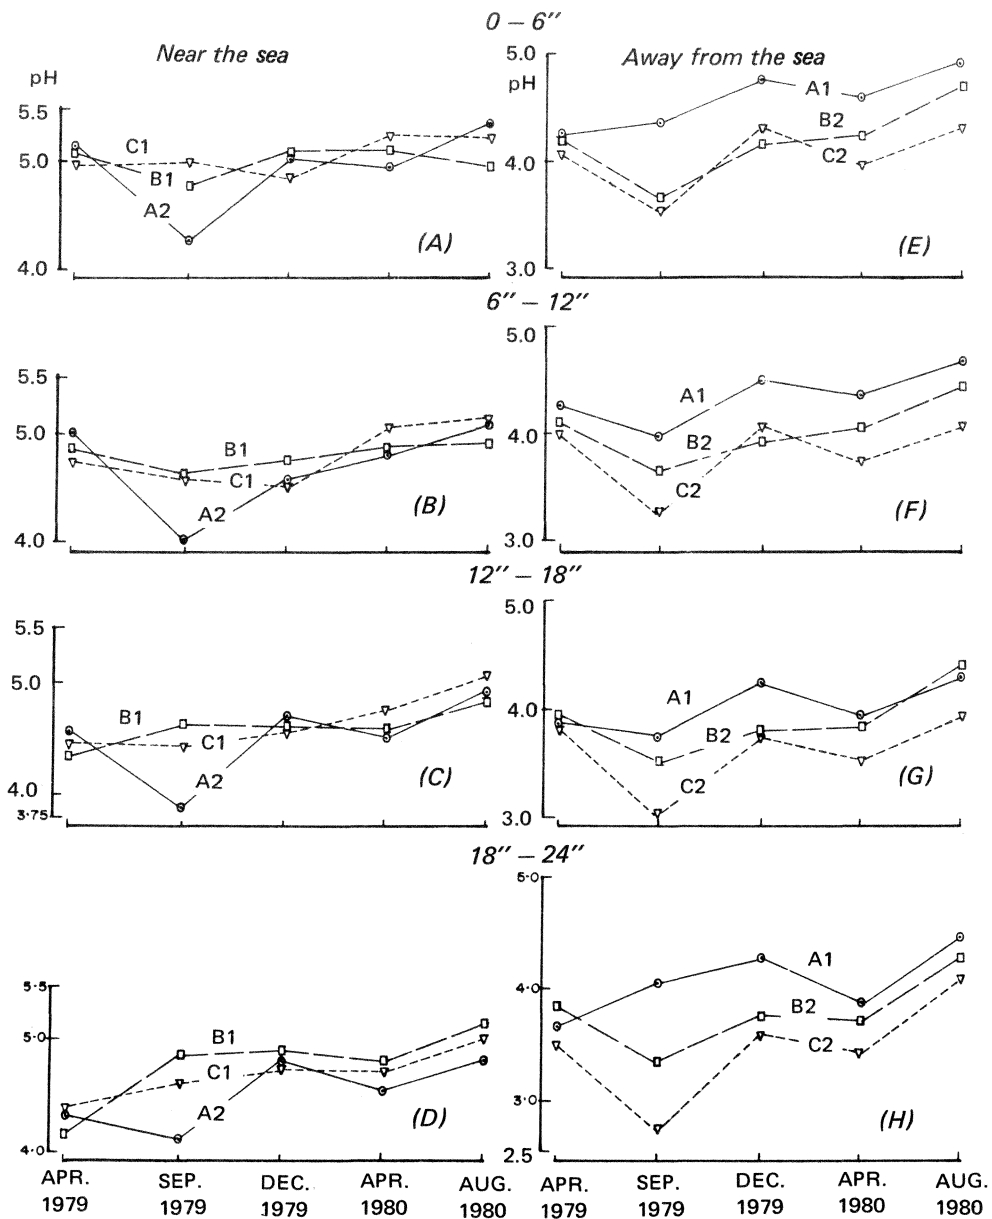 0 – 6″
Near the sea
Away from the sea
pH
5.5
5.0
4.0
C1
B1
A2
(A)
5.0
pH
4.0
3.0
A1
B2
C2
(E)
6″ – 12″
5.5
5.0
4.0
B1
C1
A2
(B)
5.0
4.0
3.0
A1
B2
C2
(F)
12″ – 18″
5.5
5.0
4.0
3·75
B1
C1
A2
(C)
5.0
4.0
3.0
A1
B2
C2
(G)
18″ – 24″
5·5
5·0
4·0
B1
C1
A2
(D)
5·0
4·0
3·0
2.5
A1
B2
C2
(H)
APR. SEP. DEC. APR. AUG. APR. SEP. DEC. APR. AUG.
1979 1979 1979 1980 1980 1979 1979 1979 1980 1980